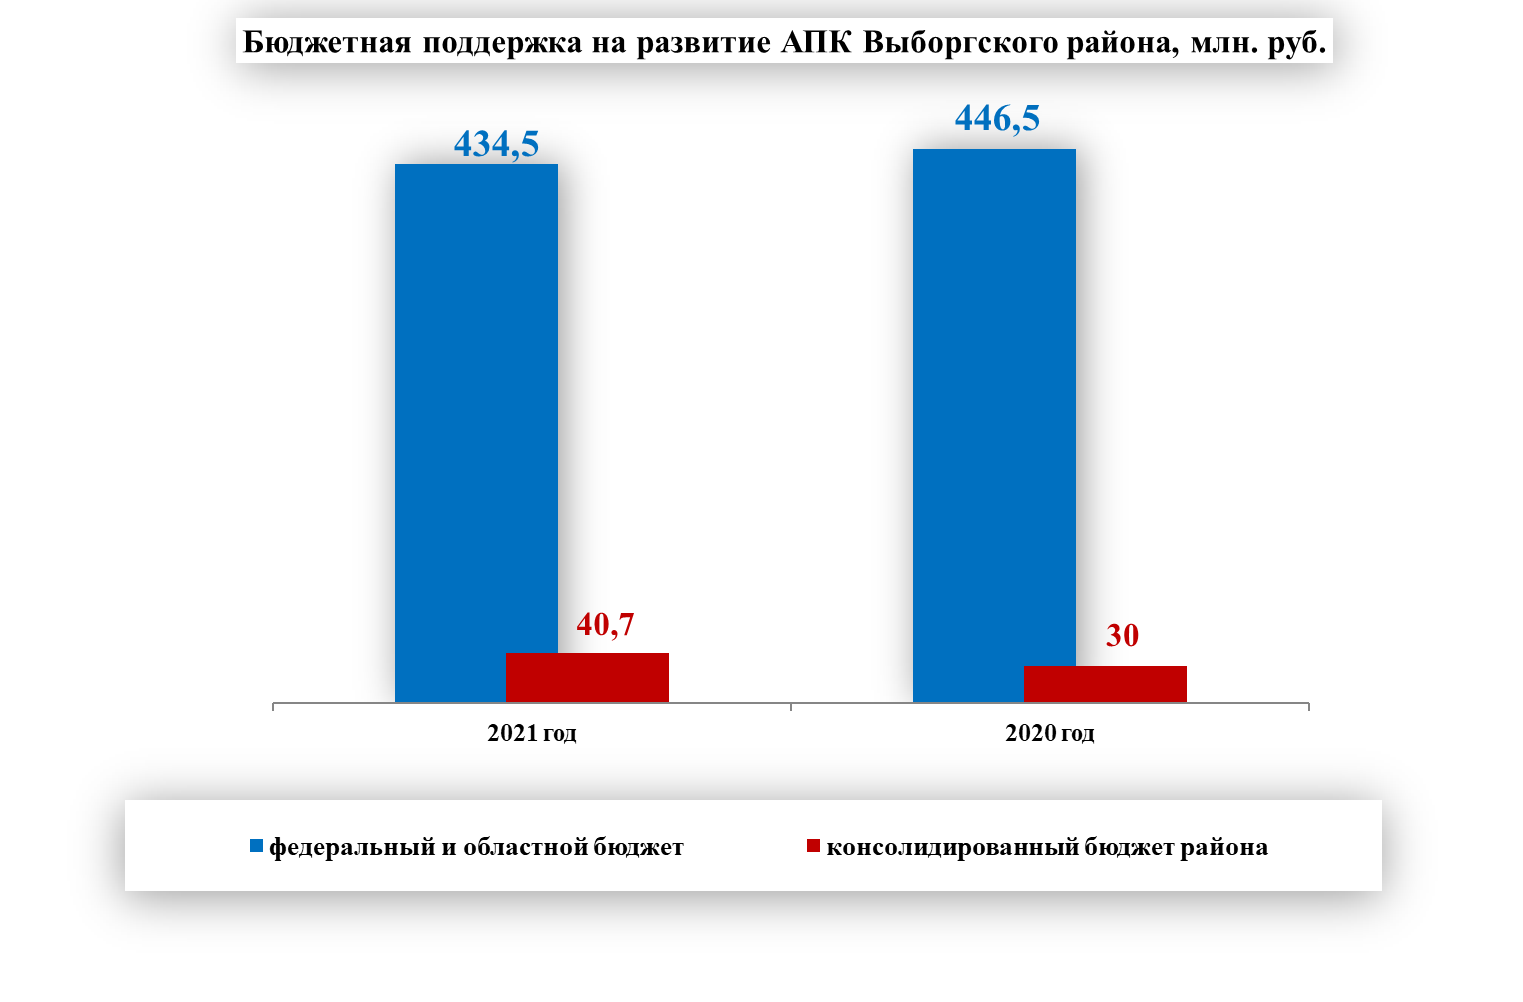 Бюджетная поддержка на развитие АПК Выборгского района, млн. руб.
434,5
446,5
40,7
30
2021 год
2020 год
федеральный и областной бюджет
консолидированный бюджет района